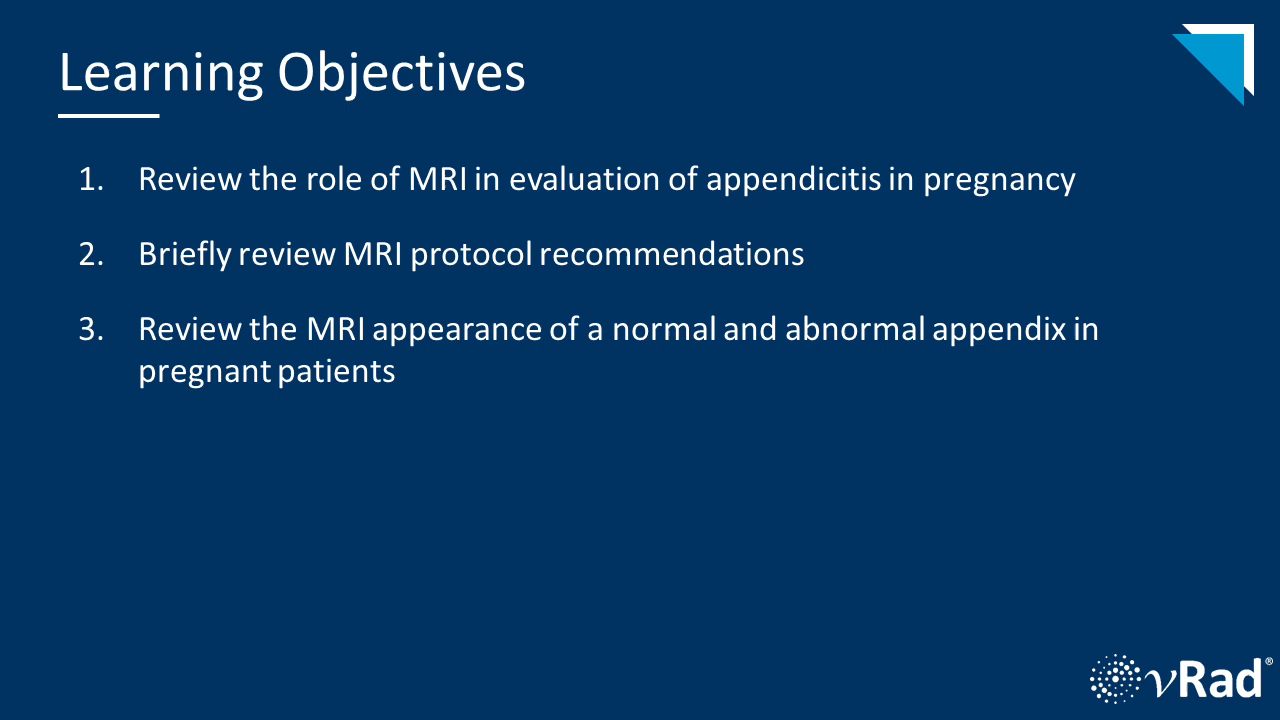 Learning Objectives
1. Review the role of MRI in evaluation of appendicitis in pregnancy
2. Briefly review MRI protocol recommendations
3. Review the MRI appearance of a normal and abnormal appendix in
pregnant patients
vRad®